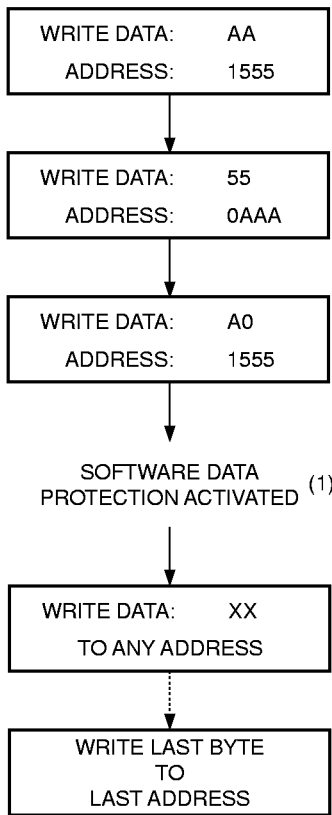 WRITE DATA: AA
ADDRESS: 1555
WRITE DATA: 55
ADDRESS: 0AAA
WRITE DATA: A0
ADDRESS: 1555
SOFTWARE DATA
PROTECTION ACTIVATED (1)
WRITE DATA: XX
TO ANY ADDRESS
WRITE LAST BYTE
TO
LAST ADDRESS